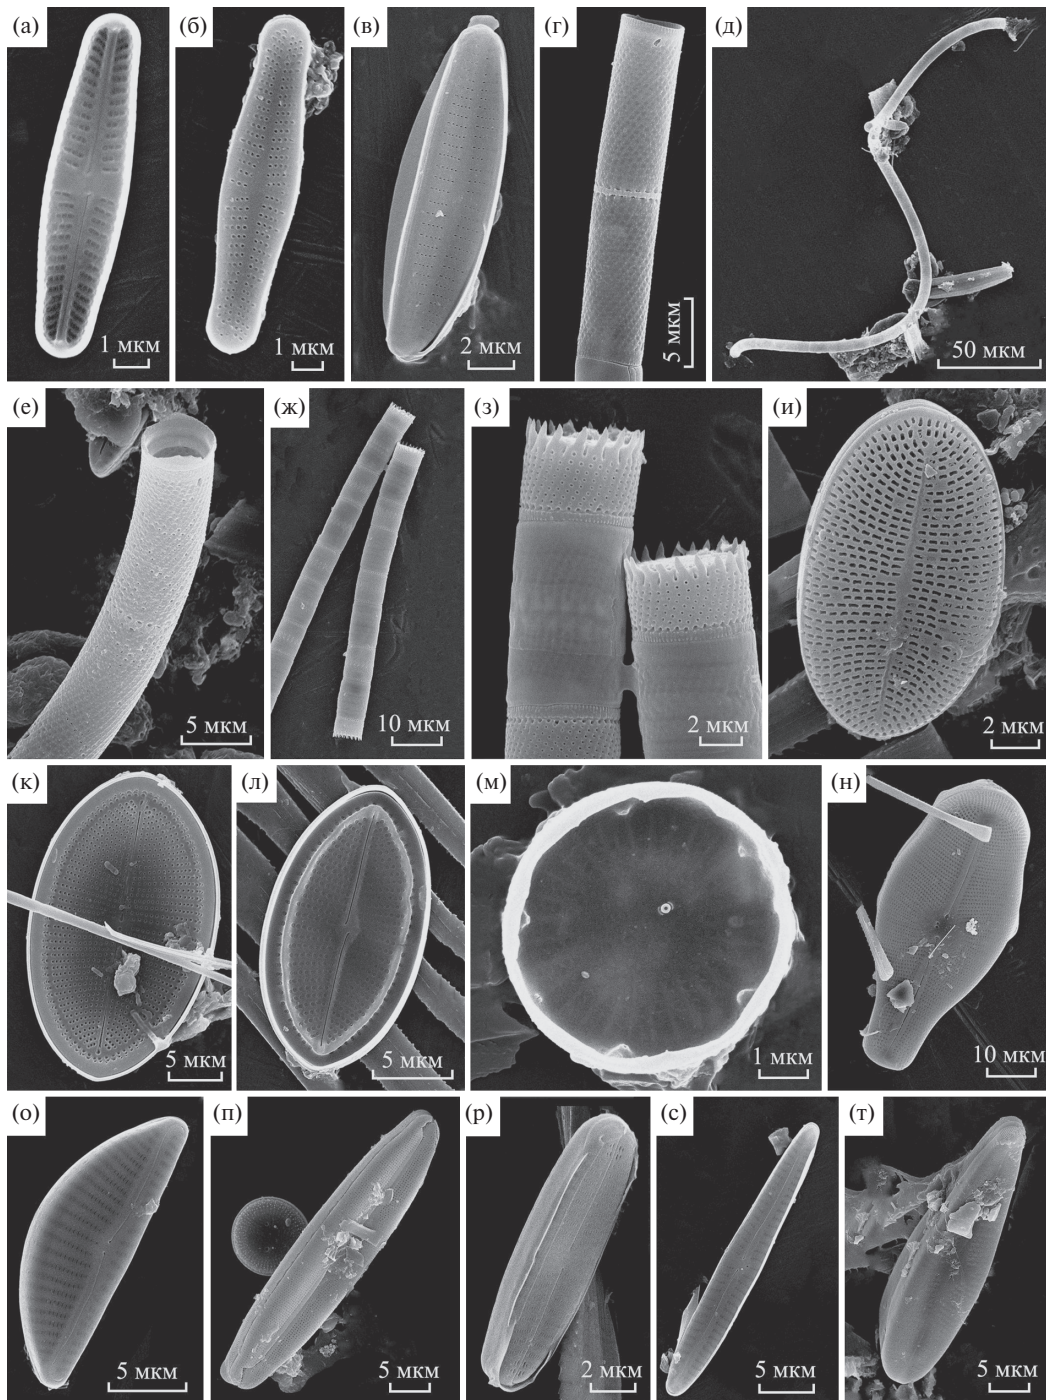 (а) (б) (в) (г) (д)
1 мкм 1 мкм 2 мкм 5 мкм 50 мкм
(е) (ж) (з) (и)
5 мкм 10 мкм 2 мкм 2 мкм
(к) (л) (м) (н)
5 мкм 5 мкм 1 мкм 10 мкм
(о) (п) (р) (с) (т)
5 мкм 5 мкм 2 мкм 5 мкм 5 мкм